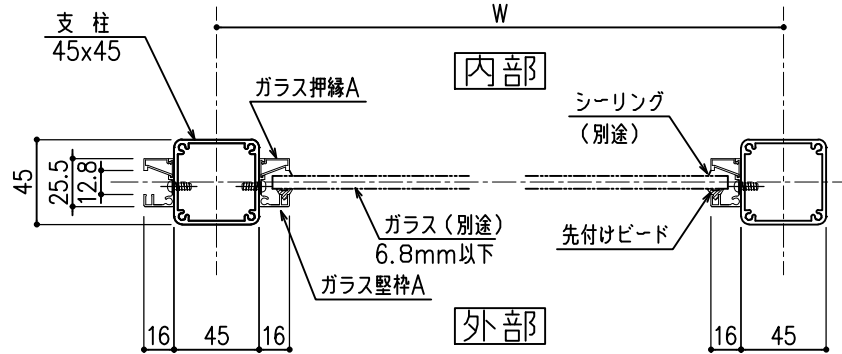 W
支 柱
45x45
内部
ガラス押縁A
シーリング
(別途)
45
25.5
12.8
ガラス(別途)
6.8mm以下
先付けビード
ガラス堅枠A
外部
16
45
16
16
45